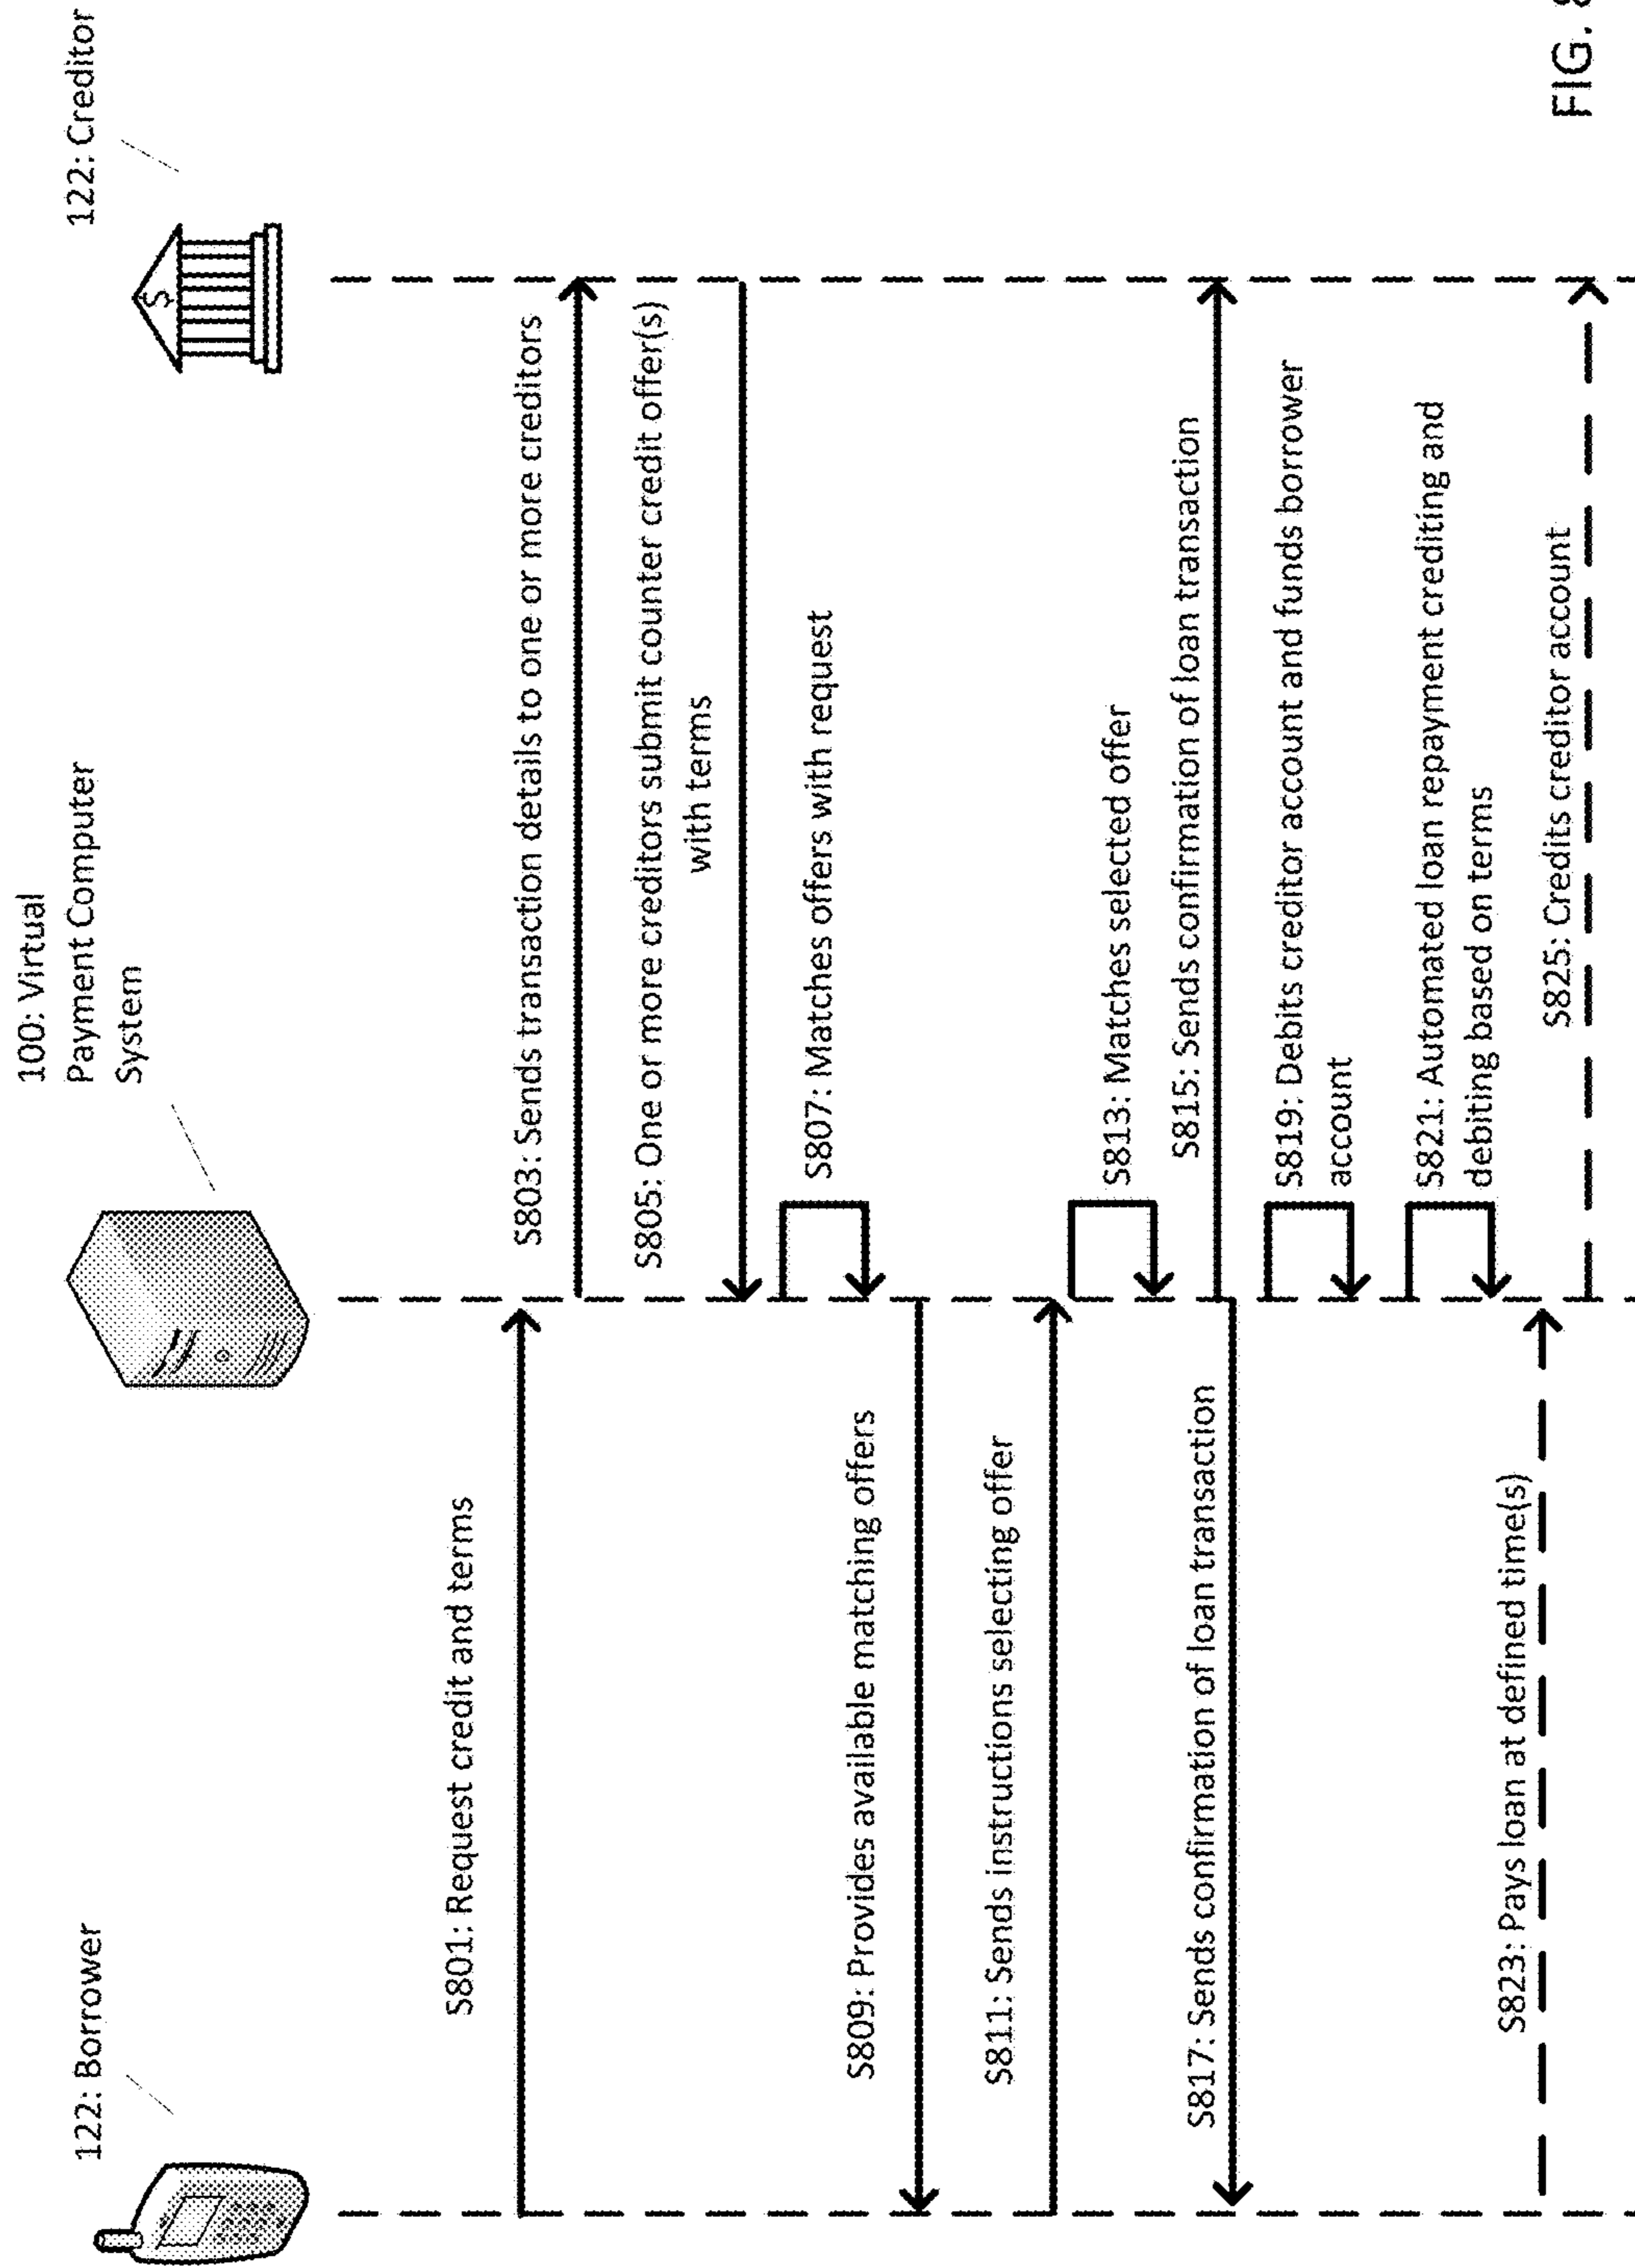 122: Borrower
100: Virtual
Payment Computer
System
122: Creditor
$
S801: Request credit and terms
S803: Sends transaction details to one or more creditors
S805: One or more creditors submit counter credit offer(s)
with terms
S807: Matches offers with request
S809: Provides available matching offers
S811: Sends instructions selecting offer
S813: Matches selected offer
S815: Sends confirmation of loan transaction
S817: Sends confirmation of loan transaction
S819: Debits creditor account and funds borrower
account
S821: Automated loan repayment crediting and
debiting based on terms
S823: Pays loan at defined time(s)
S825: Credits creditor account
FIG. 8